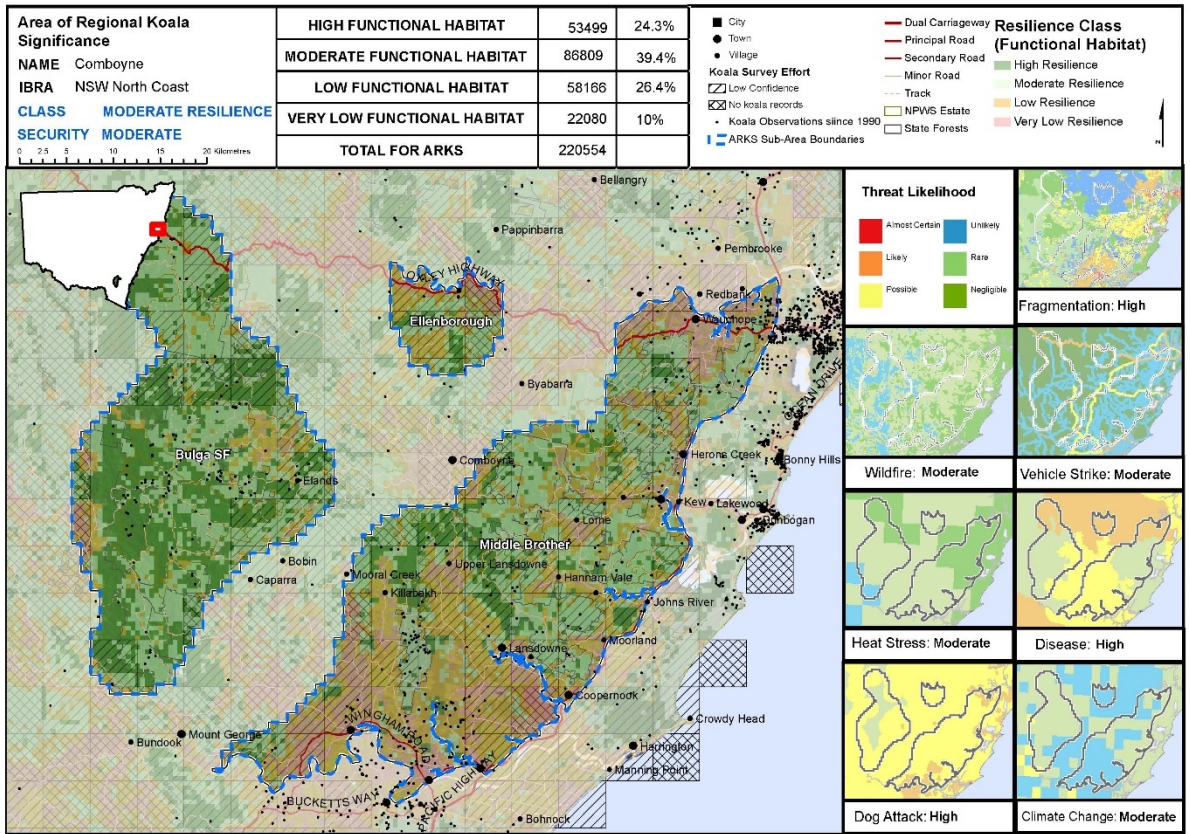 Area of Regional Koala
Significance
NAME Comboyne
IBRA NSW North Coast
CLASS MODERATE RESILIENCE
SECURITY MODERATE
0 2.5 5 10 15 20 Kilometres
HIGH FUNCTIONAL HABITAT 53499 24.3%
MODERATE FUNCTIONAL HABITAT 86809 39.4%
LOW FUNCTIONAL HABITAT 58166 26.4%
VERY LOW FUNCTIONAL HABITAT 22080 10%
TOTAL FOR ARKS 220554
City
Town
Village
Koala Survey Effort
Low Confidence
No koala records
Koala Observations siince 1990
ARKS Sub-Area Boundaries
Dual Carriageway
Principal Road
Secondary Road
Minor Road
Track
NPWS Estate
State Forests
Resilience Class
(Functional Habitat)
High Resilience
Moderate Resilience
Low Resilience
Very Low Resilience
N
Bellangry
Pappinbarra
Pembrooke
OXLEY HIGHWAY
Redbank
Ellenborough
Wauchope
Byabarra
OCEAN DRIVE
Bulga SF
Comboyne
Herons Creek
Bonny Hills
Elands
Kew
Lakewood
Lorne
Dunbogan
Middle Brother
Bobin
Upper Lansdowne
Caparra
Mooral Creek
Hannam Vale
Killabakh
Johns River
Moorland
Lansdowne
Coopernook
Crowdy Head
WINGHAM ROAD
Mount George
Bundook
Harrington
Manning Point
BUCKETTS WAY
PACIFIC HIGHWAY
Bohnock
Threat Likelihood
Almost Certain
Unlikely
Likely
Rare
Possible
Negligible
Fragmentation: High
Wildfire: Moderate
Vehicle Strike: Moderate
Heat Stress: Moderate
Disease: High
Dog Attack: High
Climate Change: Moderate